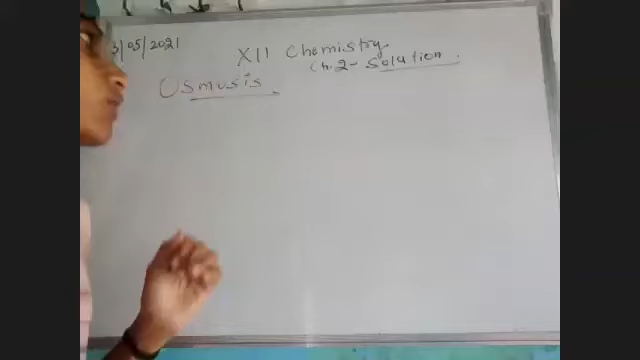 3/05/2021
XII Chemistry
Ch. 2 - Solution.
Osmosis